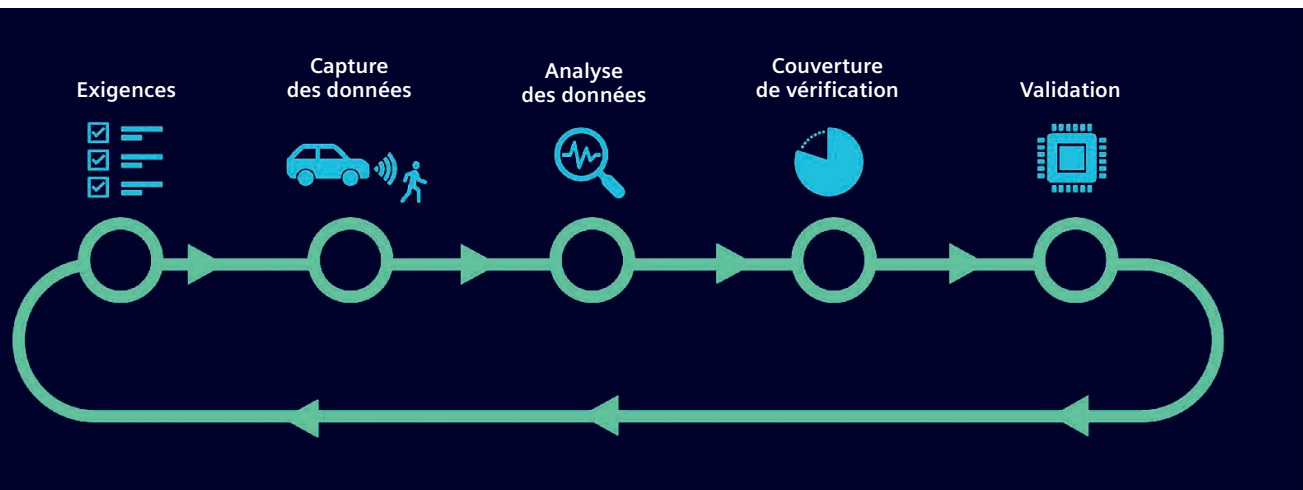 Exigences
Capture
des données
Analyse
des données
Couverture
de vérification
Validation